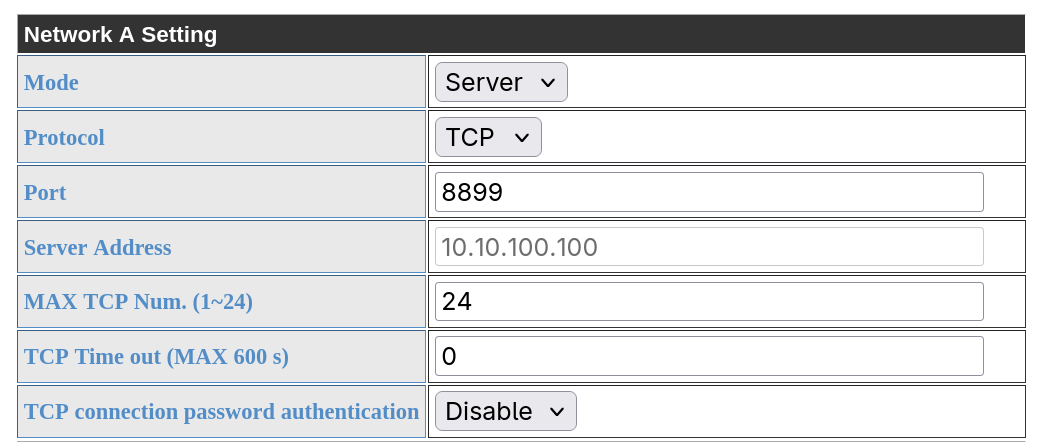 Network A Setting
Mode Server
Protocol TCP
Port 8899
Server Address 10.10.100.100
MAX TCP Num. (1~24) 24
TCP Time out (MAX 600 s) 0
TCP connection password authentication Disable